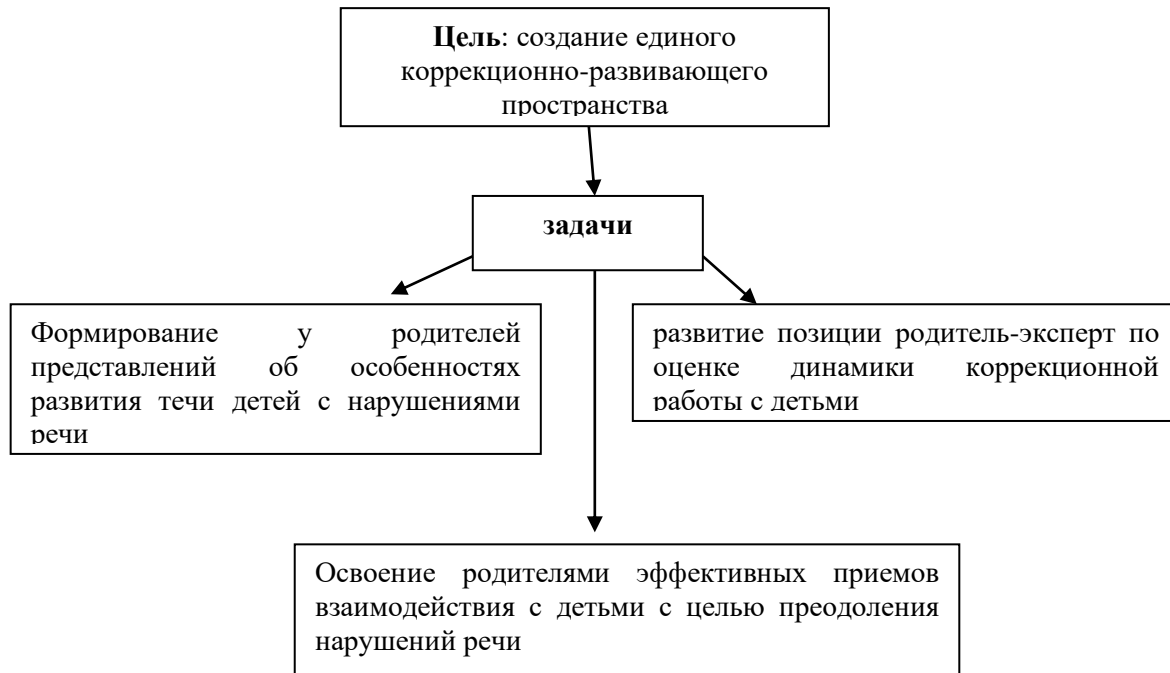 Цель: создание единого
коррекционно-развивающего
пространства
задачи
Формирование у родителей
представлений об особенностях
развития течи детей с нарушениями
речи
развитие позиции родитель-эксперт по
оценке динамики коррекционной
работы с детьми
Освоение родителями эффективных приемов
взаимодействия с детьми с целью преодоления
нарушений речи